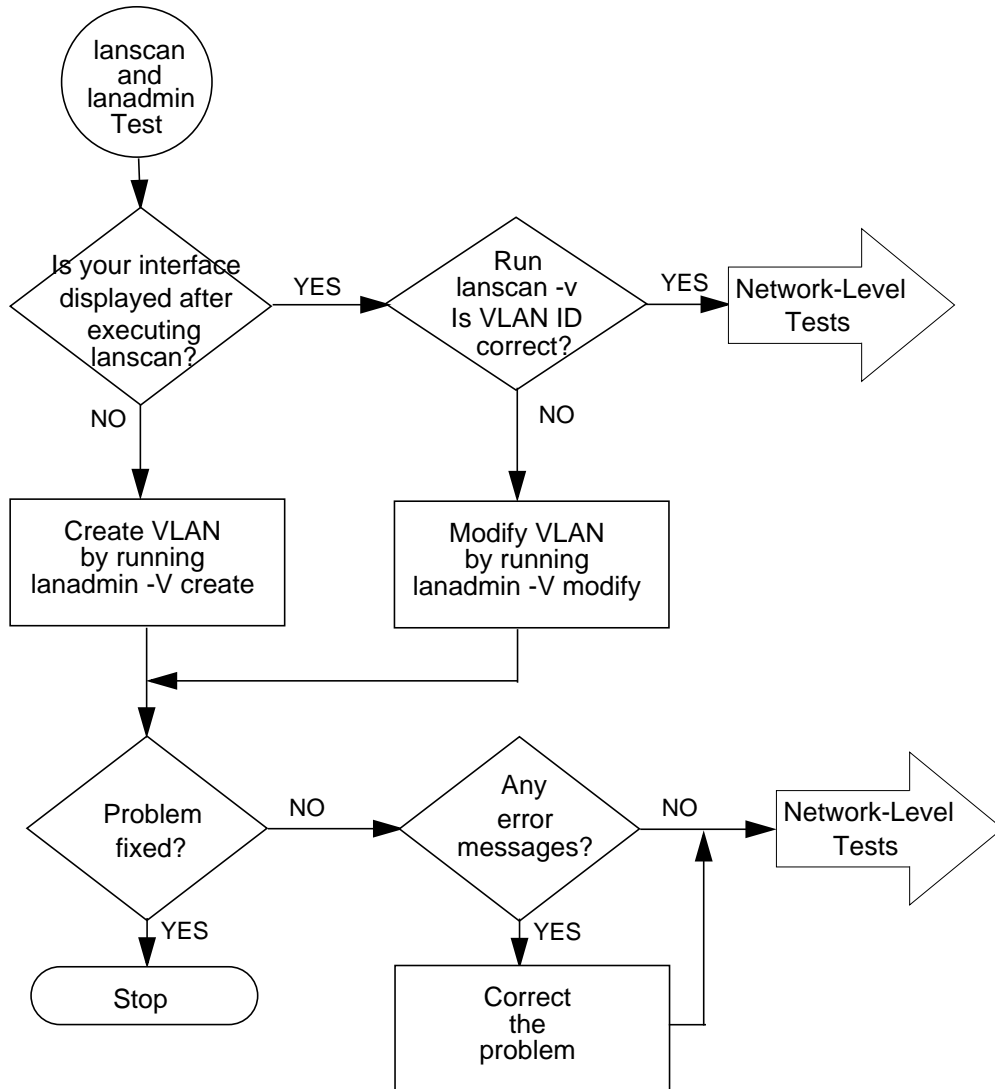 lanscan
and
lanadmin
Test
Is your interface
displayed after
executing
lanscan?
YES
Run
lanscan -v
Is VLAN ID
correct?
YES
Network-Level
Tests
NO
NO
Create VLAN
by running
lanadmin -V create
Modify VLAN
by running
lanadmin -V modify
Problem
fixed?
NO
Any
error
messages?
NO
Network-Level
Tests
YES
YES
Stop
Correct
the
problem